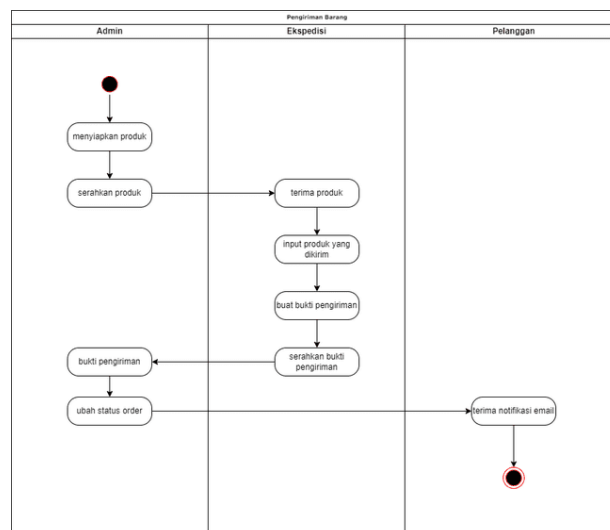 Pengiriman Barang
Admin
Ekspedisi
Pelanggan
menyiapkan produk
serahkan produk
terima produk
input produk yang
dikirim
buat bukti pengiriman
serahkan bukti
pengiriman
bukti pengiriman
ubah status order
terima notifikasi email